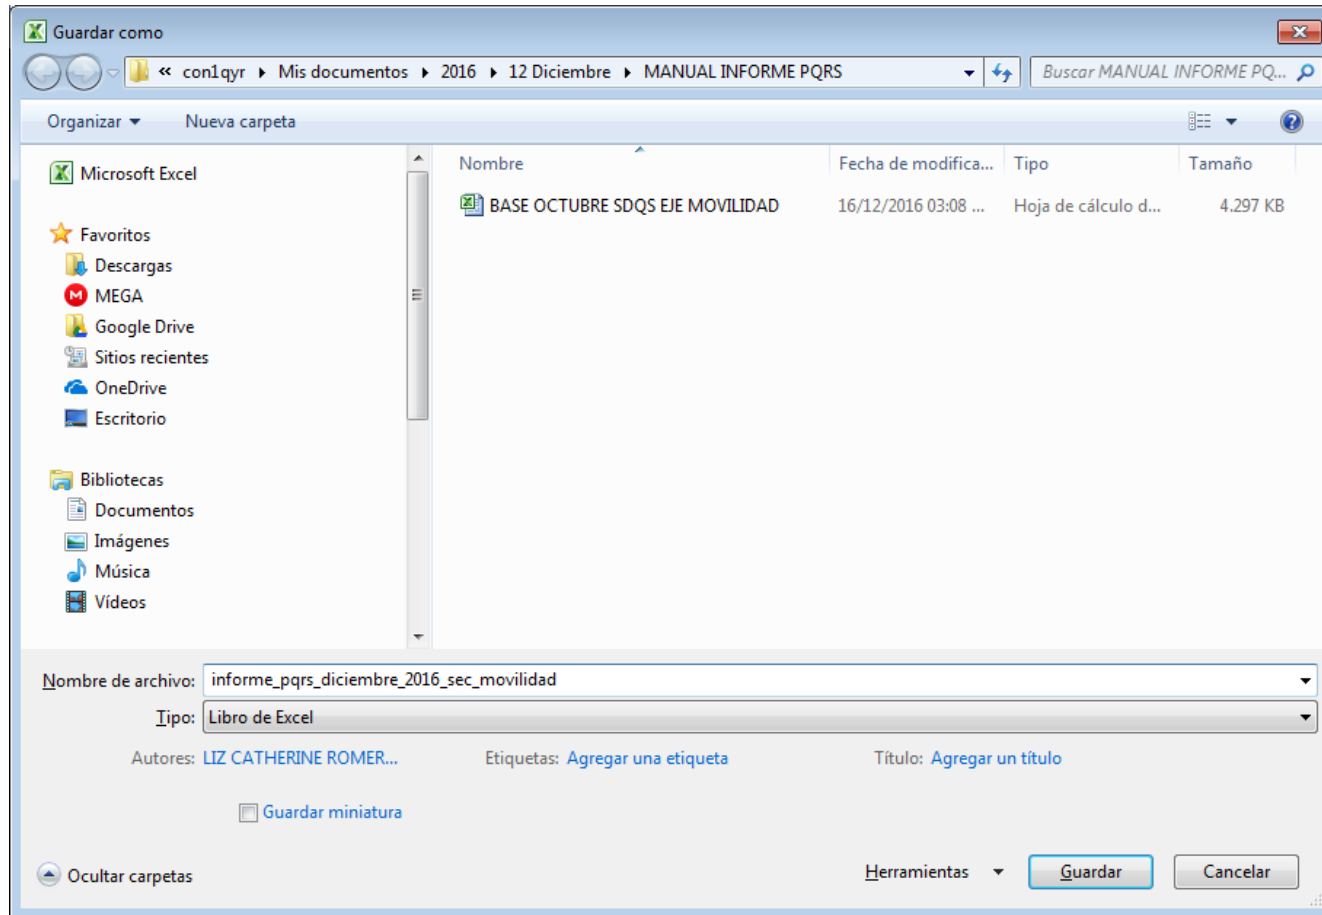 Guardar como
« con1qyr ▸ Mis documentos ▸ 2016 ▸ 12 Diciembre ▸ MANUAL INFORME PQRS
Buscar MANUAL INFORME PQ...
Organizar
Nueva carpeta
Microsoft Excel
Favoritos
Descargas
MEGA
Google Drive
Sitios recientes
OneDrive
Escritorio
Bibliotecas
Documentos
Imágenes
Música
Vídeos
Nombre Fecha de modifica... Tipo Tamaño
BASE OCTUBRE SDQS EJE MOVILIDAD 16/12/2016 03:08 ... Hoja de cálculo d... 4.297 KB
Nombre de archivo: informe_pqrs_diciembre_2016_sec_movilidad
Tipo: Libro de Excel
Autores: LIZ CATHERINE ROMER... Etiquetas: Agregar una etiqueta Título: Agregar un título
Guardar miniatura
Ocultar carpetas
Herramientas
Guardar
Cancelar